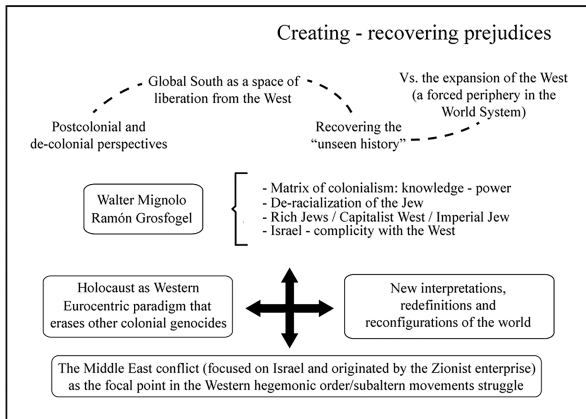 Creating - recovering prejudices
Global South as a space of
liberation from the West
Vs. the expansion of the West
(a forced periphery in the
World System)
Postcolonial and
de-colonial perspectives
Recovering the
“unseen history”
Walter Mignolo
Ramón Grosfogel
- Matrix of colonialism: knowledge - power
- De-racialization of the Jew
- Rich Jews / Capitalist West / Imperial Jew
- Israel - complicity with the West
Holocaust as Western
Eurocentric paradigm that
erases other colonial genocides
New interpretations,
redefinitions and
reconfigurations of the world
The Middle East conflict (focused on Israel and originated by the Zionist enterprise)
as the focal point in the Western hegemonic order/subaltern movements struggle